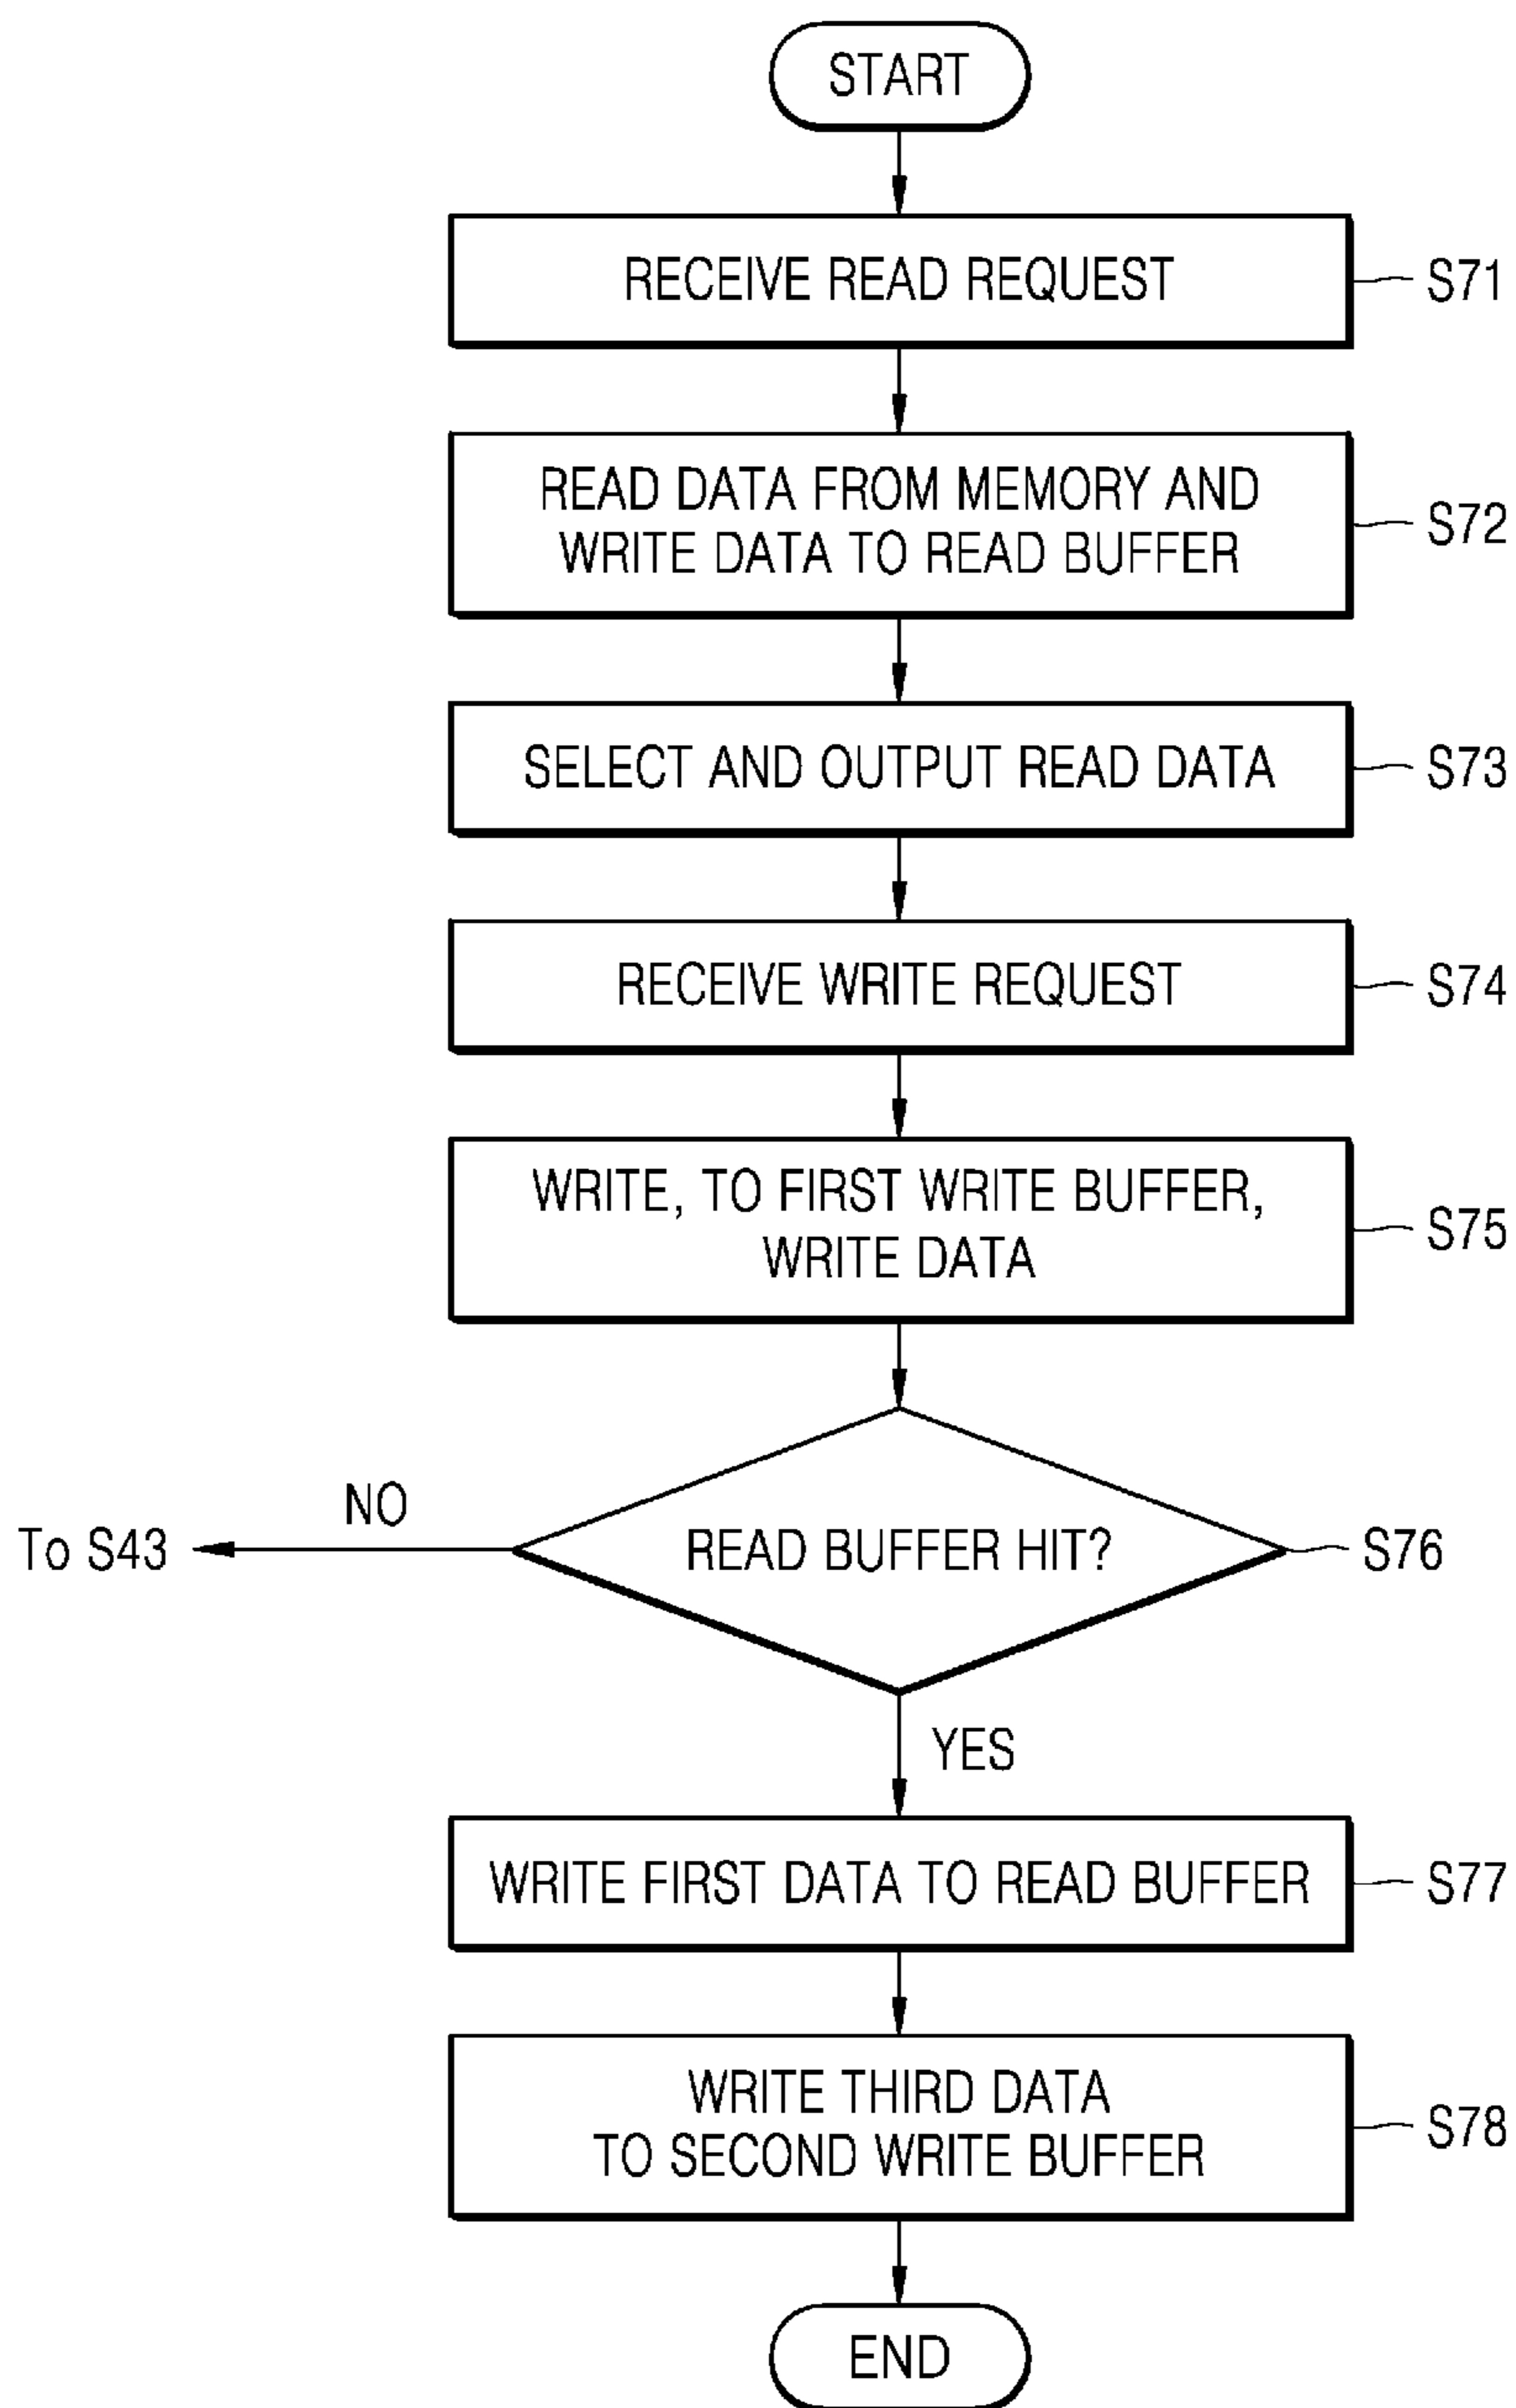 START
RECEIVE READ REQUEST
S71
READ DATA FROM MEMORY AND
WRITE DATA TO READ BUFFER
S72
SELECT AND OUTPUT READ DATA
S73
RECEIVE WRITE REQUEST
S74
WRITE, TO FIRST WRITE BUFFER,
WRITE DATA
S75
READ BUFFER HIT?
S76
NO
To S43
YES
WRITE FIRST DATA TO READ BUFFER
S77
WRITE THIRD DATA
TO SECOND WRITE BUFFER
S78
END